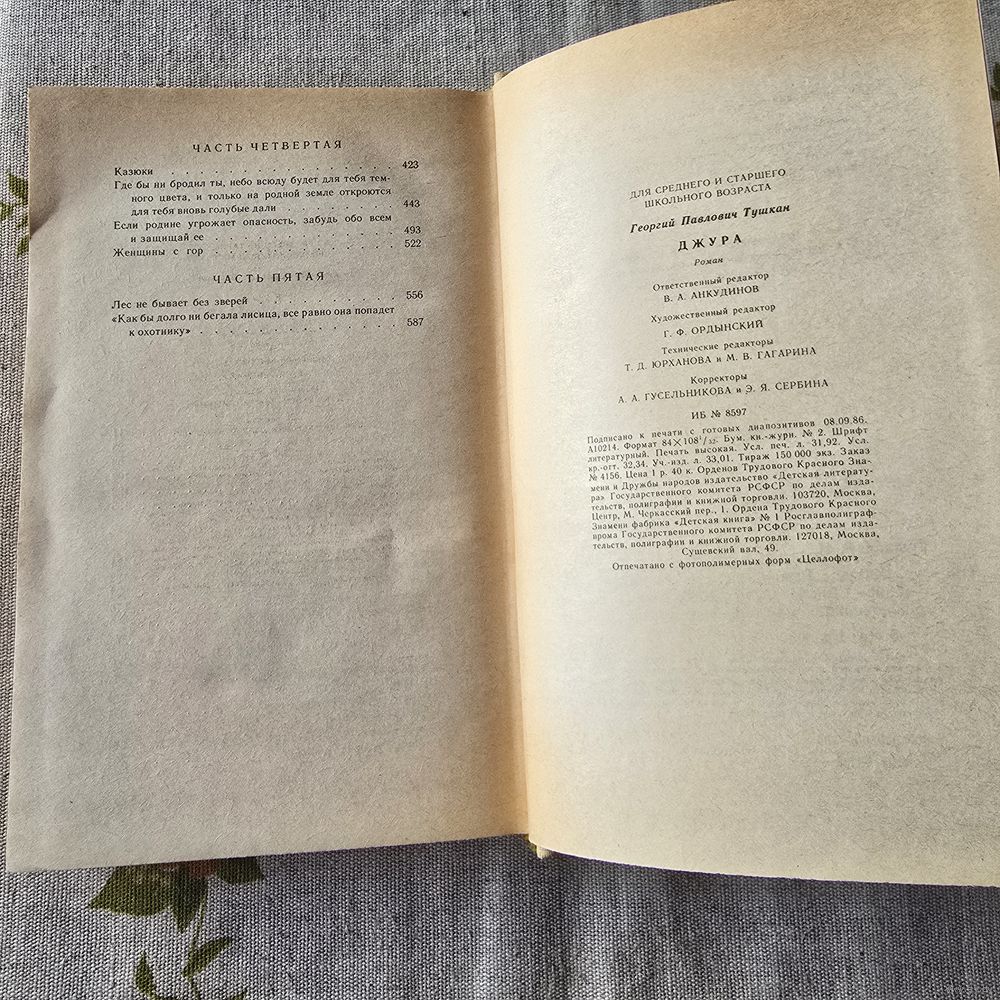 ЧАСТЬ ЧЕТВЕРТАЯ
Казюки . . . . . . . . . . . . . . . . . 423
Где бы ни бродил ты, небо всюду будет для тебя тем-
ного цвета, и только на родной земле откроются
для тебя вновь голубые дали . . . . . . . . . 443
Если родине угрожает опасность, забудь обо всем
и защищай ее . . . . . . . . . . . . . . 493
Женщины с гор . . . . . . . . . . . . . . . 522
ЧАСТЬ ПЯТАЯ
Лес не бывает без зверей . . . . . . . . . . . . 556
«Как бы долго ни бегала лисица, все равно она попадет
к охотнику» . . . . . . . . . . . . . . . 587
ДЛЯ СРЕДНЕГО И СТАРШЕГО
ШКОЛЬНОГО ВОЗРАСТА
Георгий Павлович Тушкан
ДЖУРА
Роман
Ответственный редактор
В. А. АНКУДИНОВ
Художественный редактор
Г. Ф. ОРДЫНСКИЙ
Технические редакторы
Т. Д. ЮРХАНОВА и М. В. ГАГАРИНА
Корректоры
А. А. ГУСЕЛЬНИКОВА и Э. Я. СЕРБИНА
ИБ № 8597
Подписано к печати с готовых диапозитивов 08.09.86.
А10214. Формат 84×108¹/₃₂. Бум. кн.-журн. № 2. Шрифт
литературный. Печать высокая. Усл. печ. л. 31,92. Усл.
кр.-отт. 32,34. Уч.-изд. л. 33,01. Тираж 150 000 экз. Заказ
№ 4156. Цена 1 р. 40 к. Орденов Трудового Красного Зна-
мени и Дружбы народов издательство «Детская литерату-
ра» Государственного комитета РСФСР по делам изда-
тельств, полиграфии и книжной торговли. 103720, Москва,
Центр, М. Черкасский пер., 1. Ордена Трудового Красного
Знамени фабрика «Детская книга» № 1 Росглавполиграф-
прома Государственного комитета РСФСР по делам изда-
тельств, полиграфии и книжной торговли. 127018, Москва,
Сущевский вал, 49.
Отпечатано с фотополимерных форм «Целлофот»